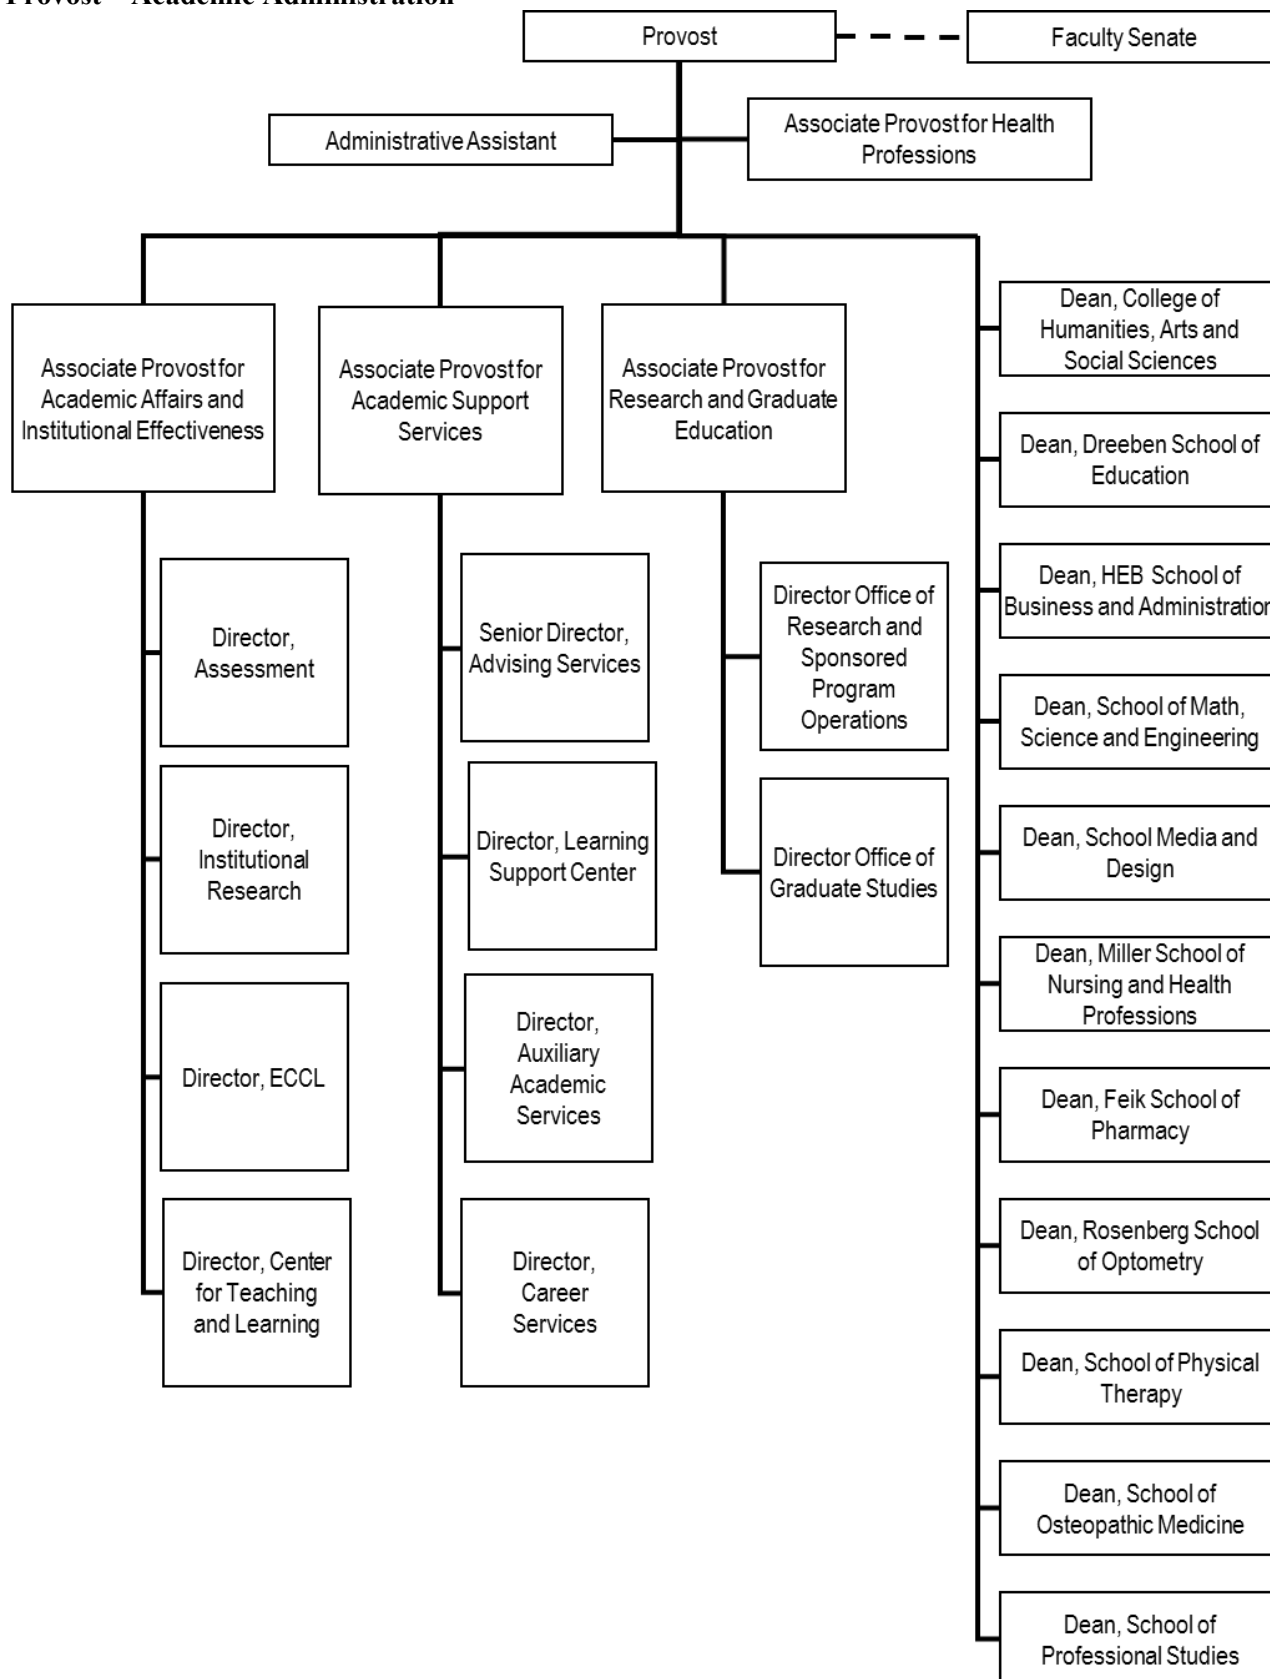 Provost – Academic Administration
Provost
Faculty Senate
Administrative Assistant
Associate Provost for Health
Professions
Associate Provost for
Academic Affairs and
Institutional Effectiveness
Associate Provost for
Academic Support
Services
Associate Provost for
Research and Graduate
Education
Director,
Assessment
Director,
Institutional
Research
Director, ECCL
Director, Center
for Teaching
and Learning
Senior Director,
Advising Services
Director, Learning
Support Center
Director,
Auxiliary
Academic
Services
Director,
Career
Services
Director Office of
Research and
Sponsored
Program
Operations
Director Office of
Graduate Studies
Dean, College of
Humanities, Arts and
Social Sciences
Dean, Dreeben School of
Education
Dean, HEB School of
Business and Administration
Dean, School of Math,
Science and Engineering
Dean, School Media and
Design
Dean, Miller School of
Nursing and Health
Professions
Dean, Feik School of
Pharmacy
Dean, Rosenberg School
of Optometry
Dean, School of Physical
Therapy
Dean, School of
Osteopathic Medicine
Dean, School of
Professional Studies